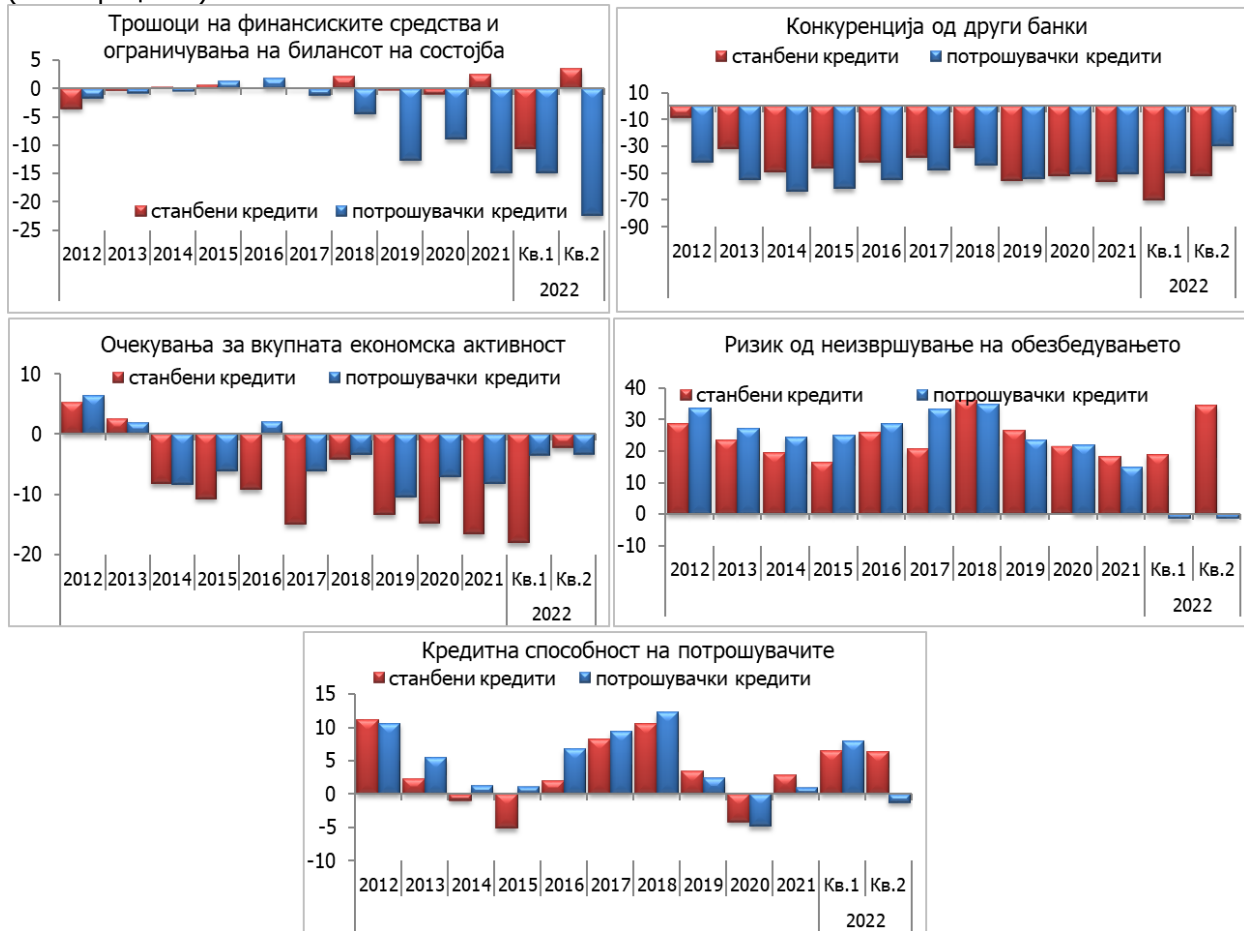 Трошоци на финансиските средства и
ограничувања на билансот на состојба
5
0
-5
-10
-15
-20
-25
станбени кредити потрошувачки кредити
2012 2013 2014 2015 2016 2017 2018 2019 2020 2021 Кв.1 Кв.2
2022
Конкуренција од други банки
станбени кредити потрошувачки кредити
10
-10
-30
-50
-70
-90
2012 2013 2014 2015 2016 2017 2018 2019 2020 2021 Кв.1 Кв.2
2022
Очекувања за вкупната економска активност
станбени кредити потрошувачки кредити
10
0
-10
-20
2012 2013 2014 2015 2016 2017 2018 2019 2020 2021 Кв.1 Кв.2
2022
Ризик од неизвршување на обезбедувањето
станбени кредити потрошувачки кредити
40
30
20
10
0
-10
2012 2013 2014 2015 2016 2017 2018 2019 2020 2021 Кв.1 Кв.2
2022
Кредитна способност на потрошувачите
станбени кредити потрошувачки кредити
15
10
5
0
-5
-10
2012 2013 2014 2015 2016 2017 2018 2019 2020 2021 Кв.1 Кв.2
2022